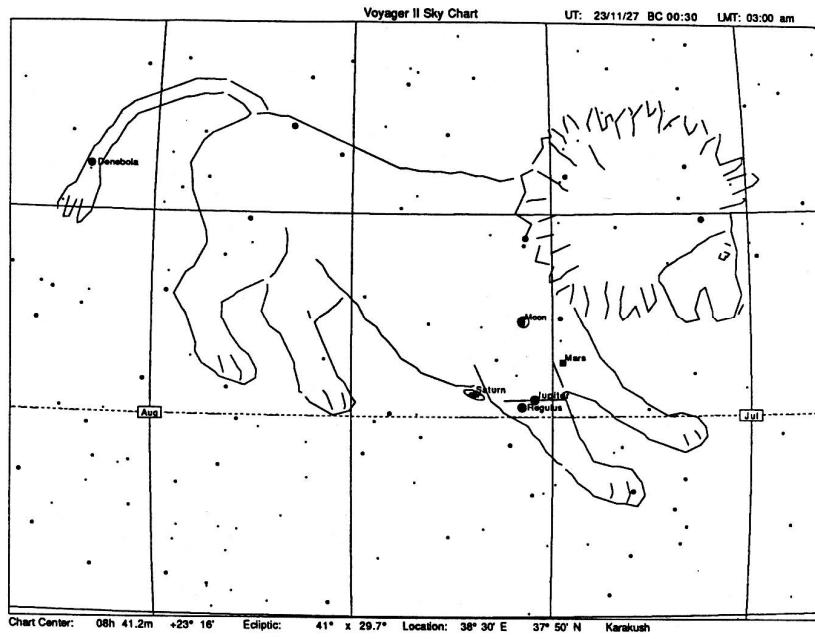 Voyager II Sky Chart UT: 23/11/27 BC 00:30 LMT: 03:00 am
Denebola
Moon
Mars
Saturn
Jupiter
Regulus
Aug
Jul
Chart Center: 08h 41.2m +23° 16' Ecliptic: 41° x 29.7° Location: 38° 30' E 37° 50' N Karakush